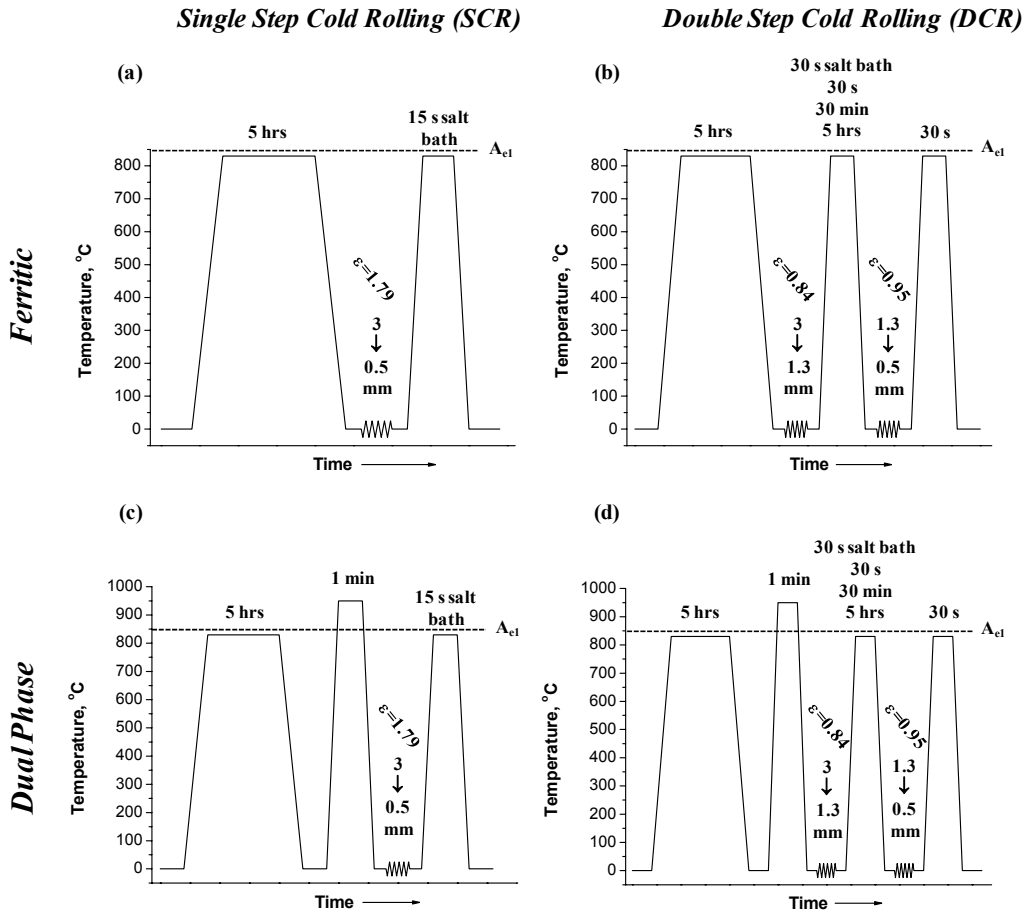 Single Step Cold Rolling (SCR)
Double Step Cold Rolling (DCR)
Ferritic
(a)
5 hrs
15 s salt
bath
A_e1
800
700
600
500
400
300
200
100
0
Temperature, °C
ε=1.79
3
↓
0.5
mm
Time →
(b)
30 s salt bath
30 s
30 min
5 hrs
5 hrs
30 s
A_e1
800
700
600
500
400
300
200
100
0
Temperature, °C
ε=0.84
3
↓
1.3
mm
ε=0.95
1.3
↓
0.5
mm
Time →
Dual Phase
(c)
1 min
5 hrs
15 s salt
bath
A_e1
1000
900
800
700
600
500
400
300
200
100
0
Temperature, °C
ε=1.79
3
↓
0.5
mm
Time →
(d)
30 s salt bath
1 min
30 s
30 min
5 hrs
5 hrs
30 s
A_e1
1000
900
800
700
600
500
400
300
200
100
0
Temperature, °C
ε=0.84
3
↓
1.3
mm
ε=0.95
1.3
↓
0.5
mm
Time →